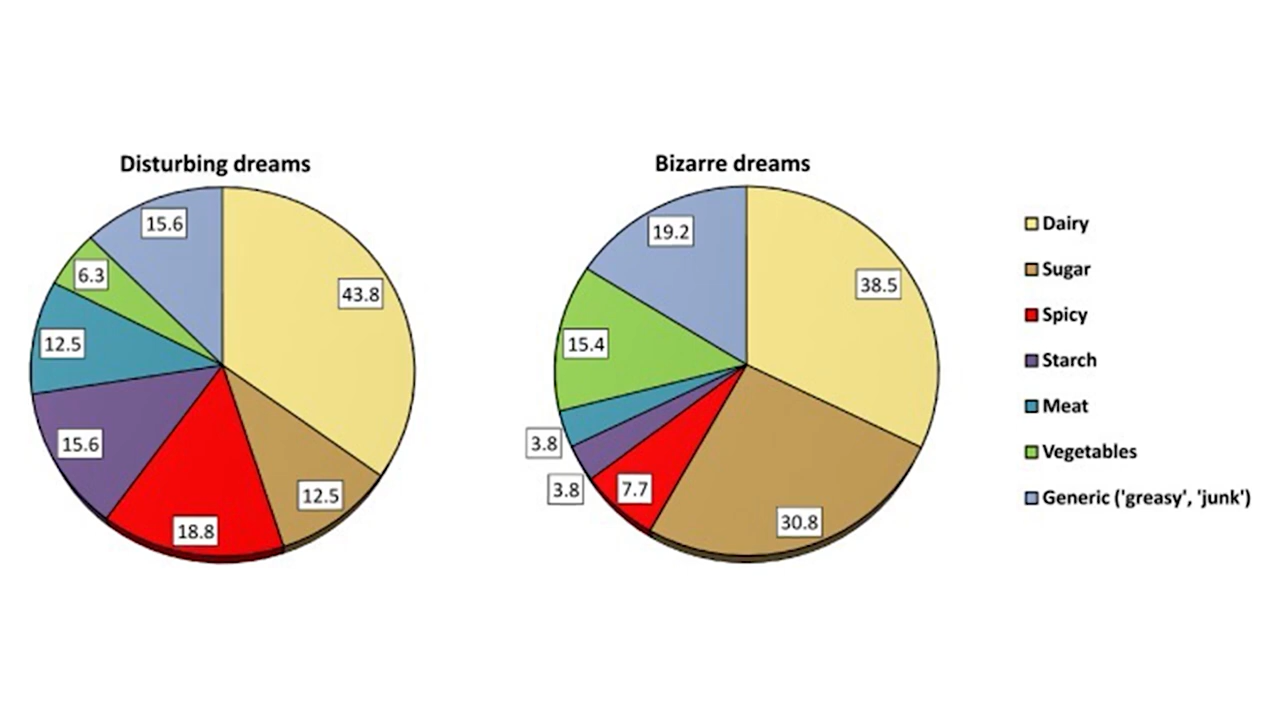 Disturbing dreams
15.6
6.3
43.8
12.5
15.6
12.5
18.8
Bizarre dreams
19.2
38.5
15.4
3.8
3.8
7.7
30.8
Dairy
Sugar
Spicy
Starch
Meat
Vegetables
Generic ('greasy', 'junk')